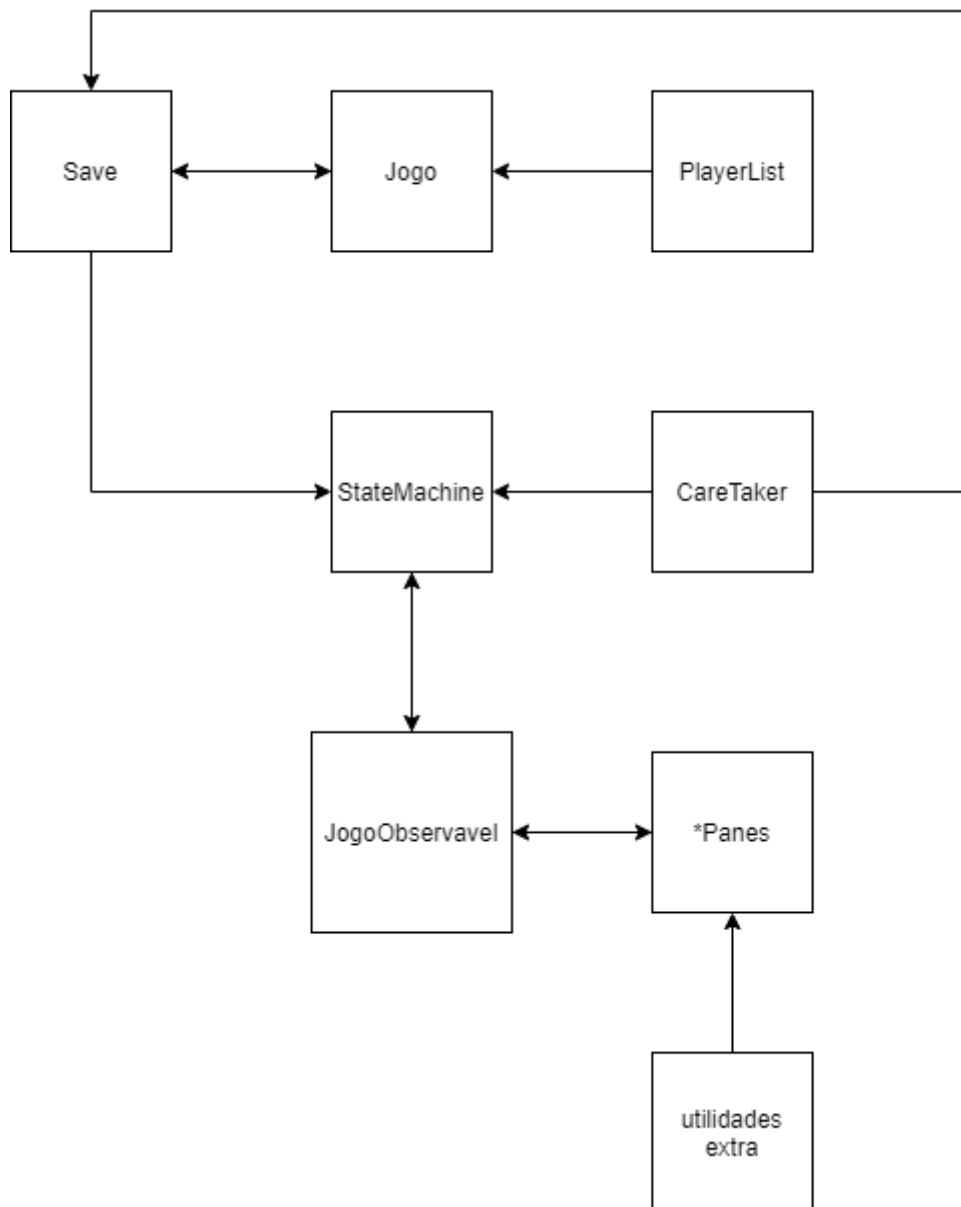 Save
Jogo
PlayerList
StateMachine
CareTaker
JogoObservavel
*Panes
utilidades
extra